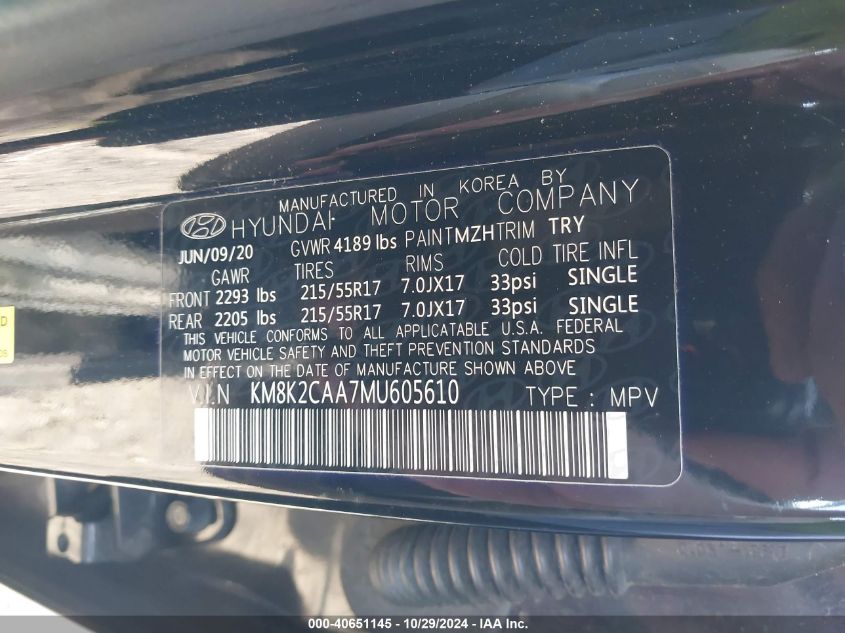 MANUFACTURED IN KOREA BY
HYUNDAI MOTOR COMPANY
JUN/09/20 GVWR 4189 lbs PAINT MZH TRIM TRY
GAWR TIRES RIMS COLD TIRE INFL
FRONT 2293 lbs 215/55R17 7.0JX17 33psi SINGLE
REAR 2205 lbs 215/55R17 7.0JX17 33psi SINGLE
THIS VEHICLE CONFORMS TO ALL APPLICABLE U.S.A. FEDERAL
MOTOR VEHICLE SAFETY AND THEFT PREVENTION STANDARDS
IN EFFECT ON THE DATE OF MANUFACTURE SHOWN ABOVE
V.I.N KM8K2CAA7MU605610 TYPE : MPV
000-40651145 - 10/29/2024 - IAA Inc.